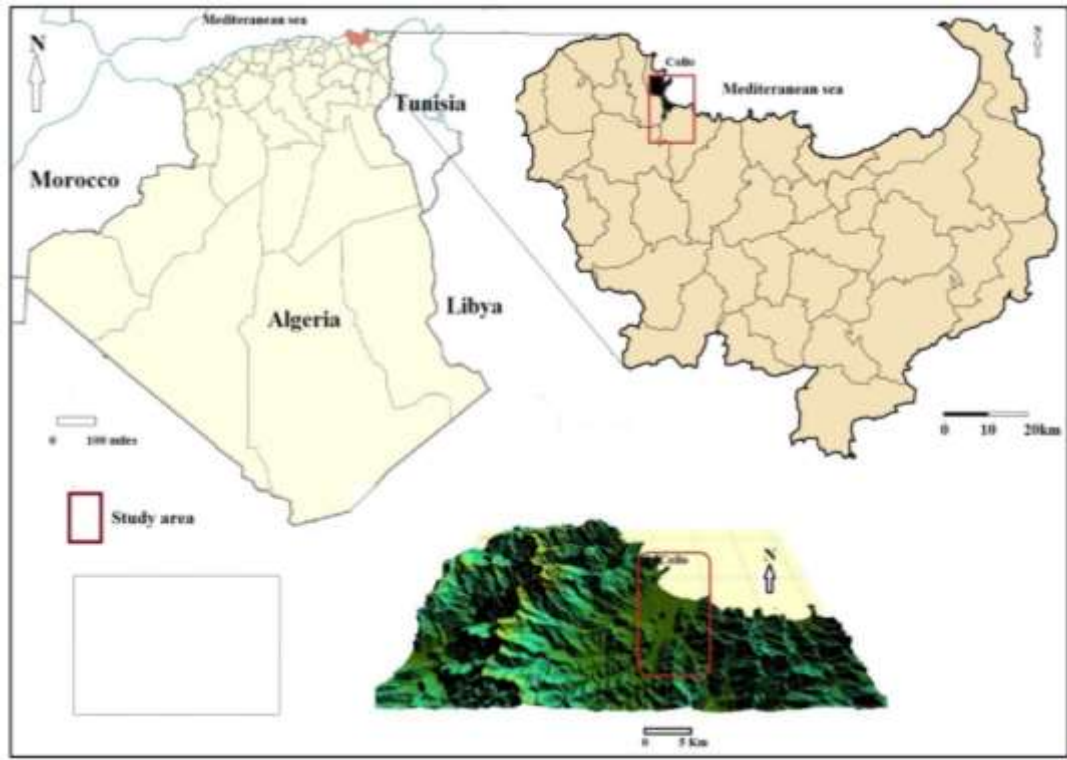 Mediteranean sea
N
Tunisia
Morocco
Algeria
Libya
0 100 miles
Study area
Collo
Mediteranean sea
0 10 20km
Collo
N
0 5 Km